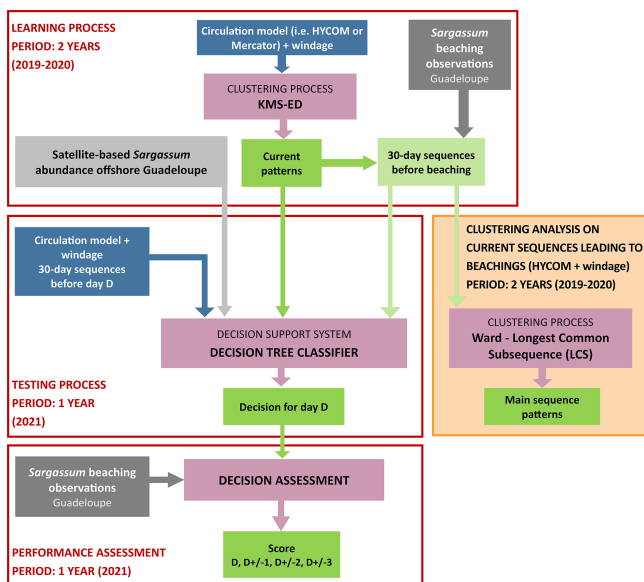 LEARNING PROCESS
PERIOD: 2 YEARS
(2019-2020)
Circulation model (i.e. HYCOM or
Mercator) + windage
Sargassum
beaching
observations
Guadeloupe
CLUSTERING PROCESS
KMS-ED
Satellite-based Sargassum
abundance offshore Guadeloupe
Current
patterns
30-day sequences
before beaching
Circulation model +
windage
30-day sequences
before day D
CLUSTERING ANALYSIS ON
CURRENT SEQUENCES LEADING TO
BEACHINGS (HYCOM + windage)
PERIOD: 2 YEARS (2019-2020)
DECISION SUPPORT SYSTEM
DECISION TREE CLASSIFIER
CLUSTERING PROCESS
Ward - Longest Common
Subsequence (LCS)
TESTING PROCESS
PERIOD: 1 YEAR
(2021)
Decision for day D
Main sequence
patterns
Sargassum beaching
observations
Guadeloupe
DECISION ASSESSMENT
PERFORMANCE ASSESSMENT
PERIOD: 1 YEAR (2021)
Score
D, D+/-1, D+/-2, D+/-3